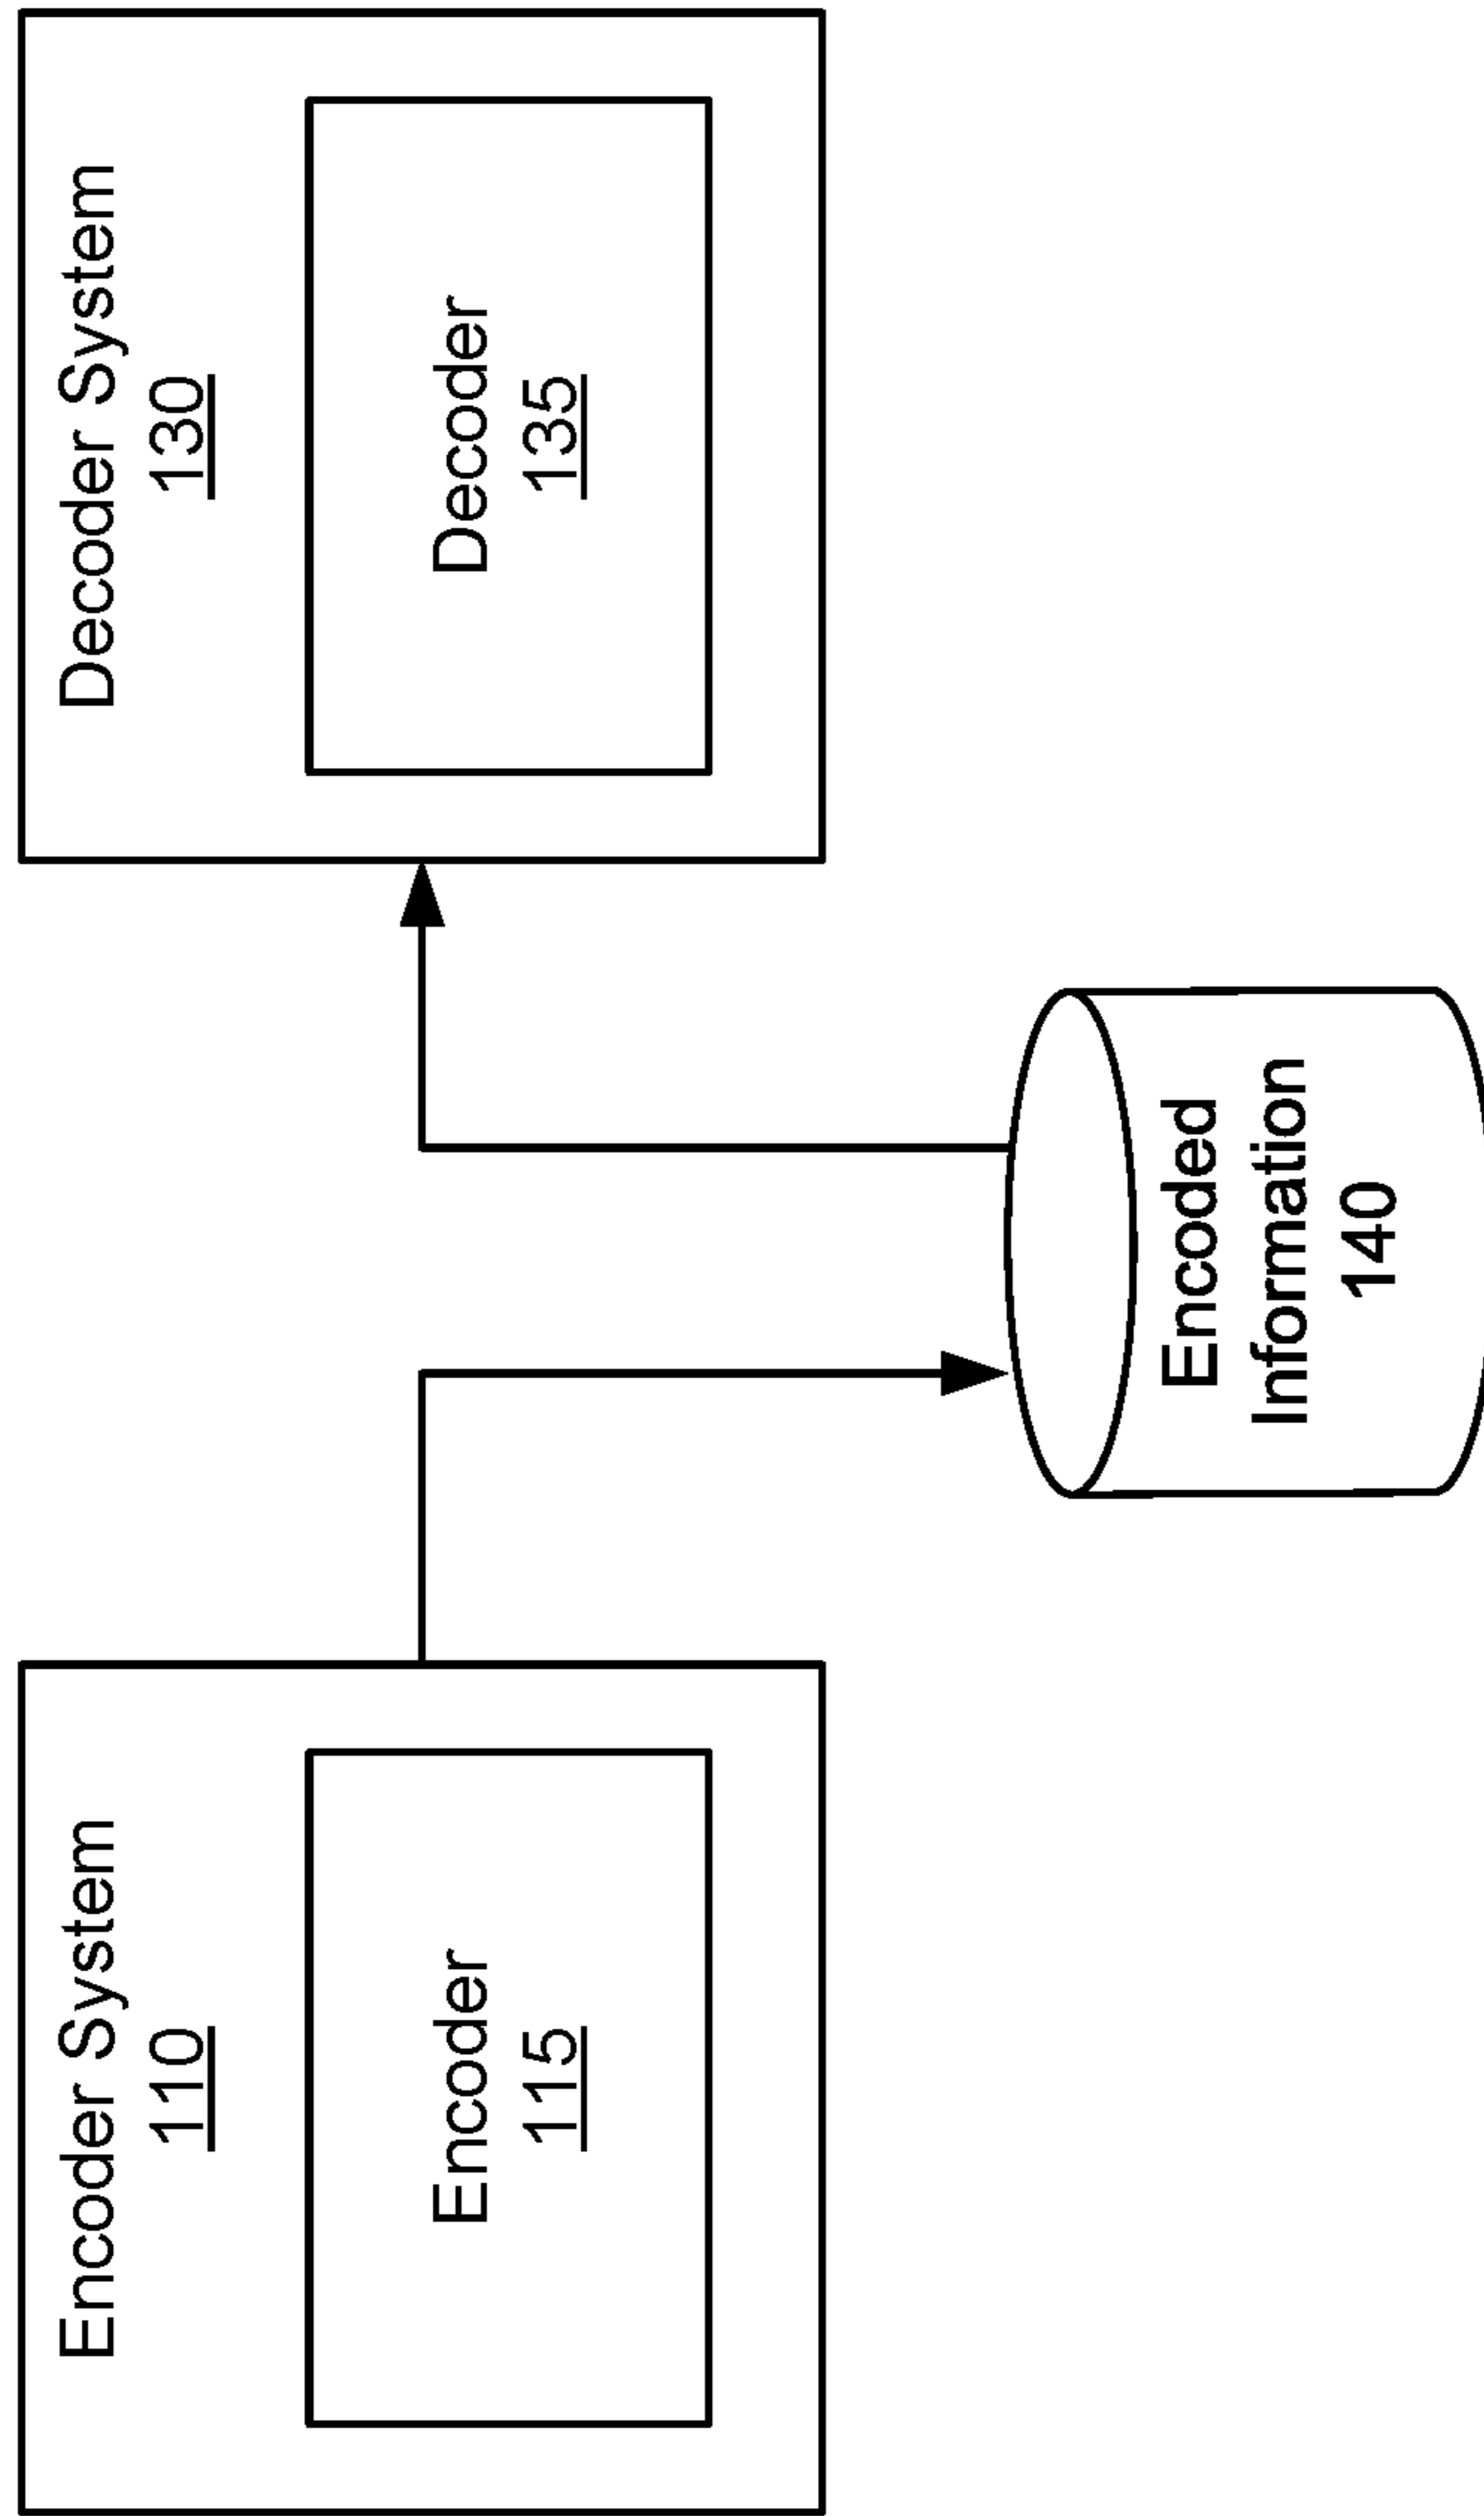 Encoder System
110
Encoder
115
Decoder System
130
Decoder
135
Encoded
Information
140